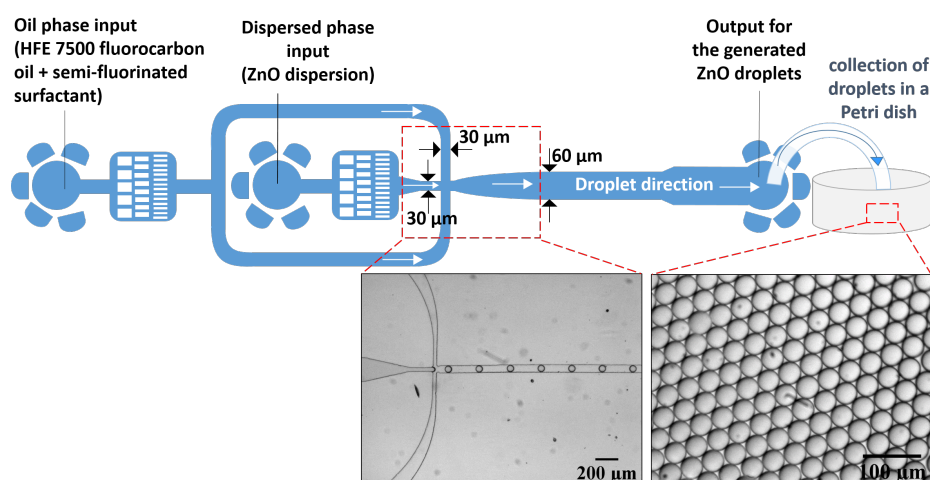 Oil phase input
(HFE 7500 fluorocarbon
oil + semi-fluorinated
surfactant)
Dispersed phase
input
(ZnO dispersion)
Output for
the generated
ZnO droplets
collection of
droplets in a
Petri dish
30 µm
60 µm
Droplet direction
30 µm
200 µm
100 µm